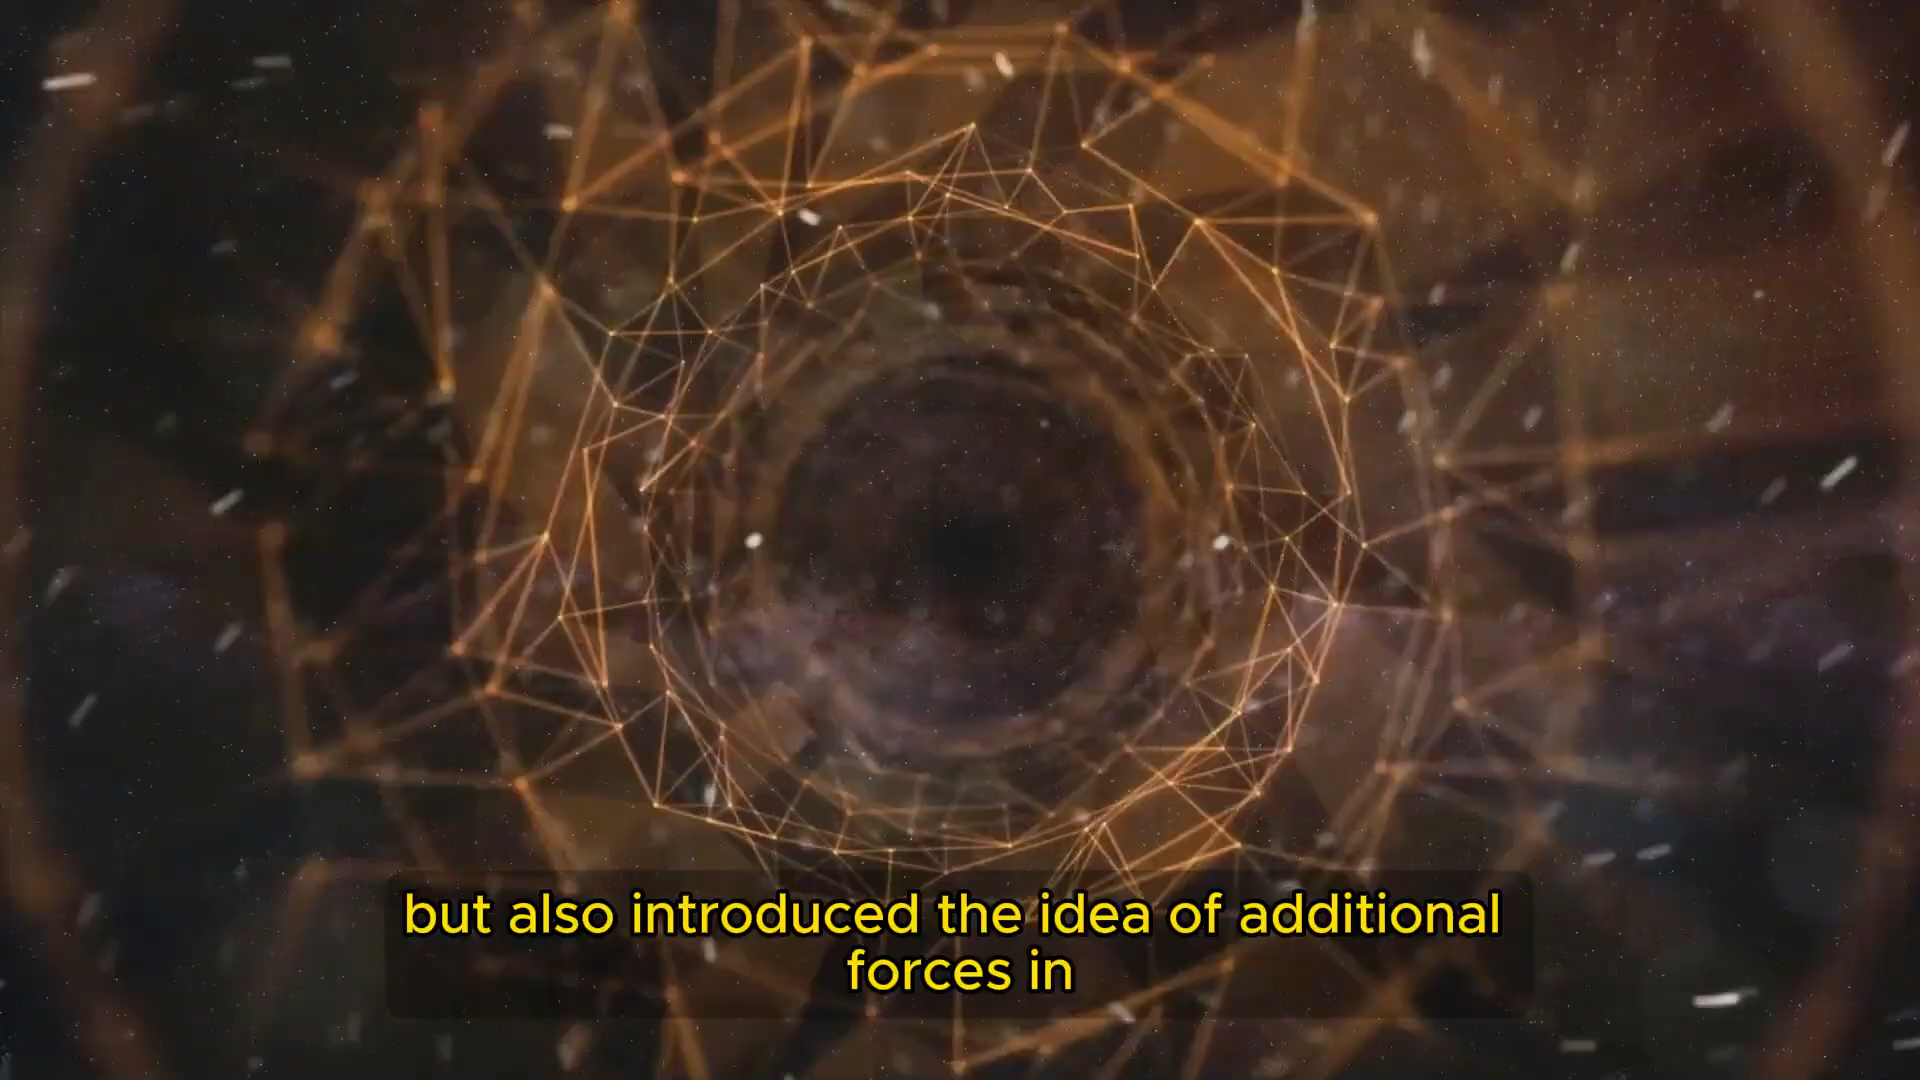 but also introduced the idea of additional
forces in